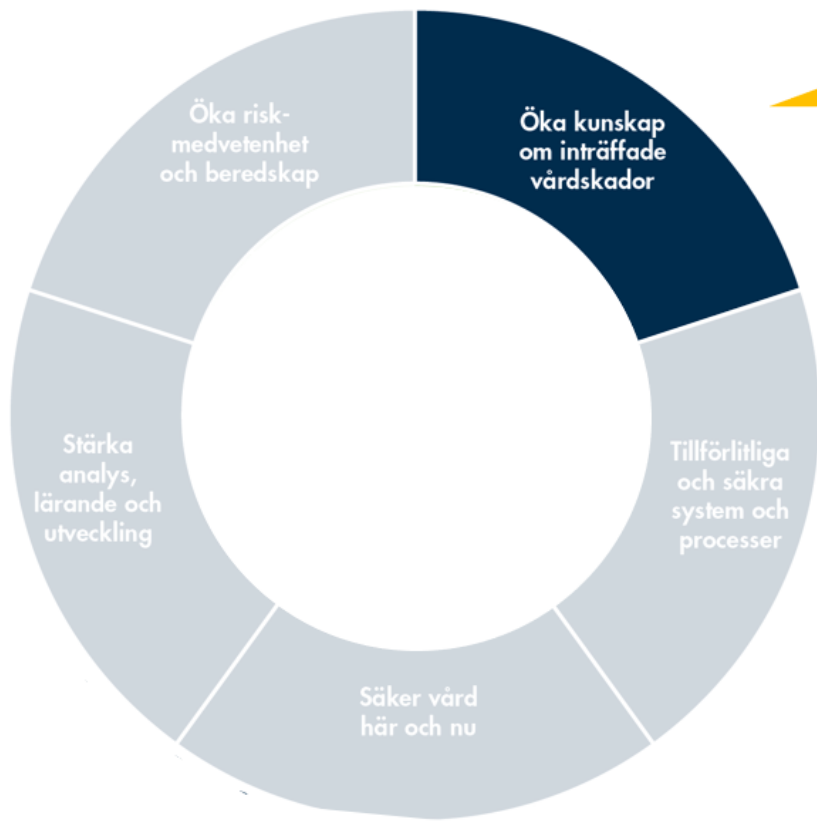 Öka kunskap
om inträffade
vårdskador
Tillförlitliga
och säkra
system och
processer
Säker vård
här och nu
Stärka
analys,
lärande och
utveckling
Öka risk-
medvetenhet
och beredskap